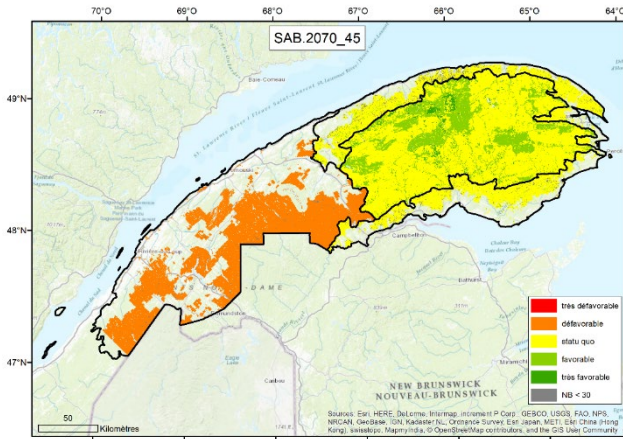 70°O 69°O 68°O 67°O 66°O 65°O 64°O
SAB.2070_45
49°N
48°N
47°N
Campbellton
Bathurst
Edmundston
Caribou
NEW BRUNSWICK
NOUVEAU-BRUNSWICK
très défavorable
défavorable
statu quo
favorable
très favorable
NB < 30
50
Kilomètres
Sources: Esri, HERE, DeLorme, Intermap, increment P Corp., GEBCO, USGS, FAO, NPS,
NRCAN, GeoBase, IGN, Kadaster NL, Ordnance Survey, Esri Japan, METI, Esri China (Hong
Kong), swisstopo, MapmyIndia, © OpenStreetMap contributors, and the GIS User Community